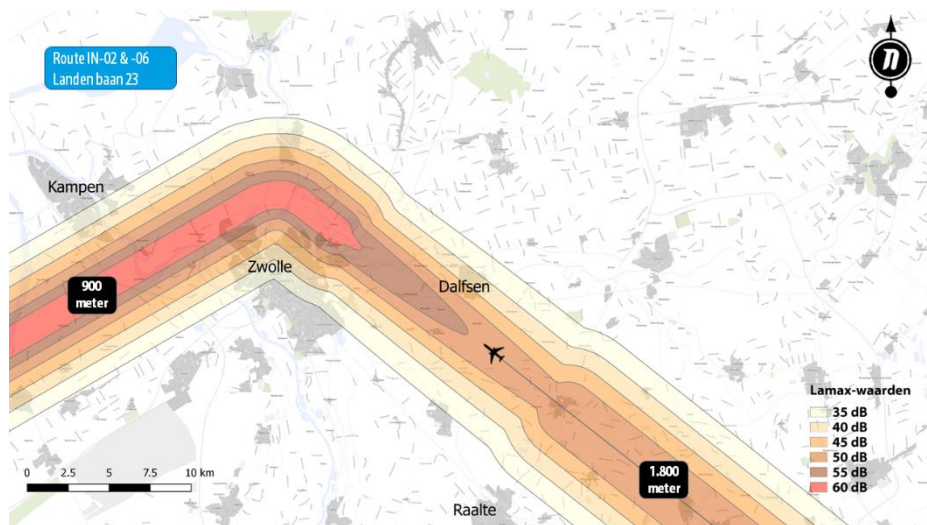 Route IN-02 & -06
Landen baan 23
n
Kampen
Zwolle
900
meter
Dalfsen
Lamax-waarden
35 dB
40 dB
45 dB
50 dB
55 dB
60 dB
0 2.5 5 7.5 10 km
1.800
meter
Raalte